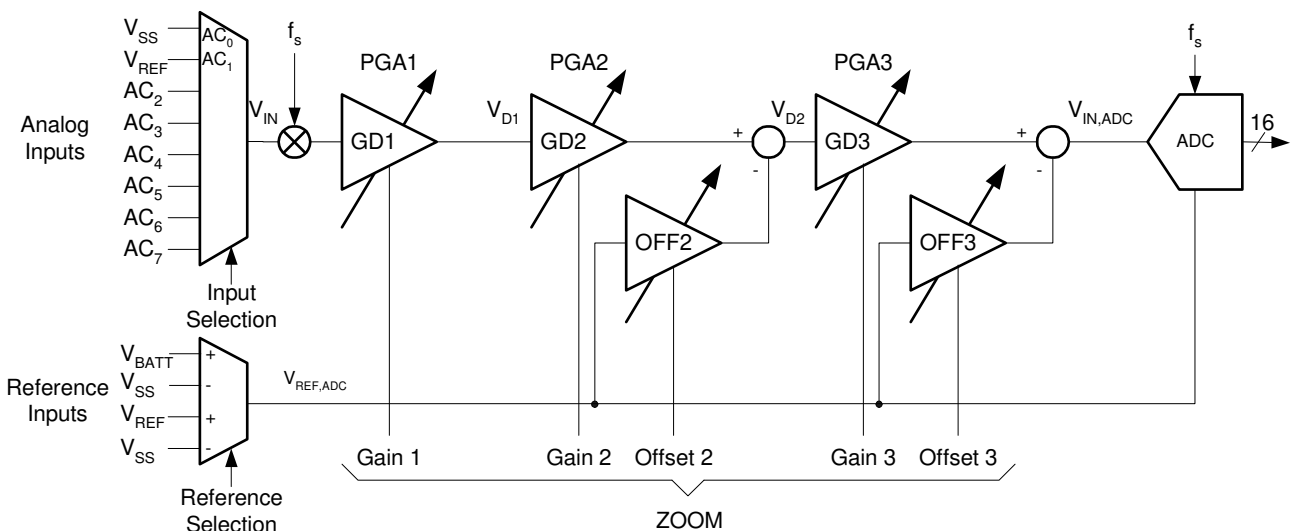 Analog
Inputs
V_SS
V_REF
AC_2
AC_3
AC_4
AC_5
AC_6
AC_7
AC_0
AC_1
Input
Selection
V_IN
f_s
PGA1
GD1
V_D1
PGA2
GD2
+
-
OFF2
V_D2
PGA3
GD3
+
-
OFF3
V_IN,ADC
f_s
ADC
16
Reference
Inputs
V_BATT
V_SS
V_REF
V_SS
+
-
+
-
V_REF,ADC
Reference
Selection
Gain 1
Gain 2
Offset 2
Gain 3
Offset 3
ZOOM